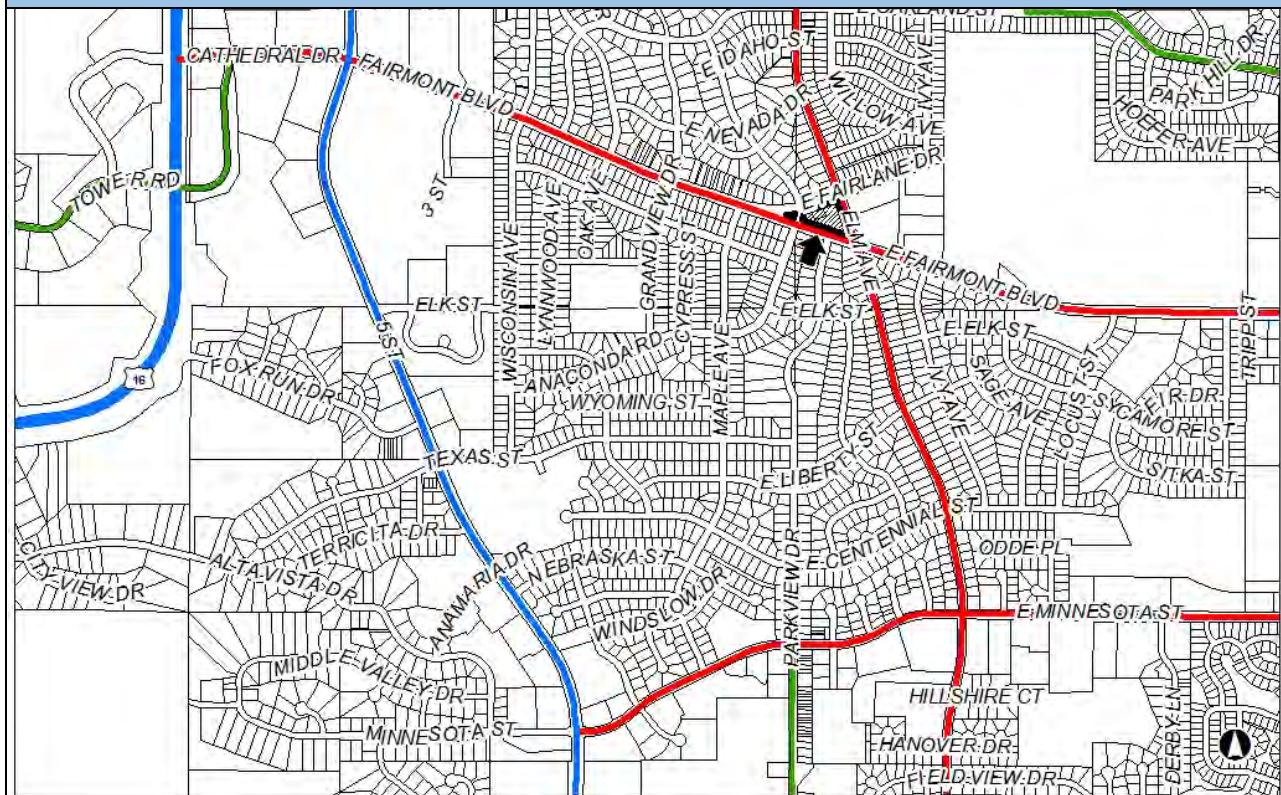 E OAKLAND ST
CATHEDRAL DR
FAIRMONT BLVD
E IDAHO ST
IVY AVE
WILLOW AVE
PARK HILL DR
HOEFER AVE
E NEVADA DR
E FAIRLANE DR
TOWER RD
3 ST
GRANDVIEW DR
OAK AVE
LYNNWOOD AVE
WISCONSIN AVE
CYPRESS ST
ELM AVE
E FAIRMONT BLVD
ELK ST
E ELK ST
E ELK ST
TRIPP ST
5 ST
16
FOX RUN DR
ANACONDA RD
WYOMING ST
MAPLE AVE
IVY AVE
SAGE AVE
LOCUST ST
SYCAMORE ST
FIR DR
SITKA ST
TEXAS ST
E LIBERTY ST
TERRICITA DR
E CENTENNIAL ST
ODDE PL
CITY VIEW DR
ALTA VISTA DR
ANAMARIA DR
NEBRASKA ST
WINDSLOW DR
PARKVIEW DR
E MINNESOTA ST
MIDDLE VALLEY DR
HILLSHIRE CT
MINNESOTA ST
HANOVER DR
DERBY LN
FIELD VIEW DR